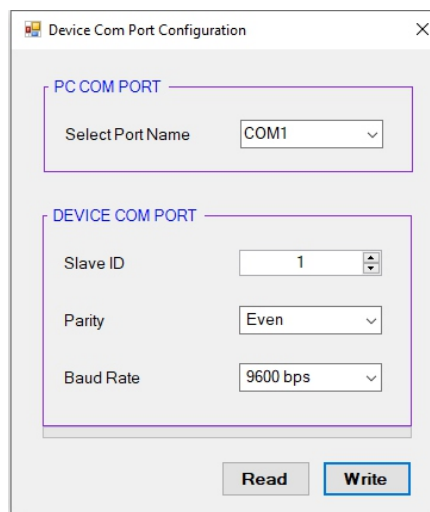 Device Com Port Configuration
PC COM PORT
Select Port Name COM1
DEVICE COM PORT
Slave ID 1
Parity Even
Baud Rate 9600 bps
Read Write